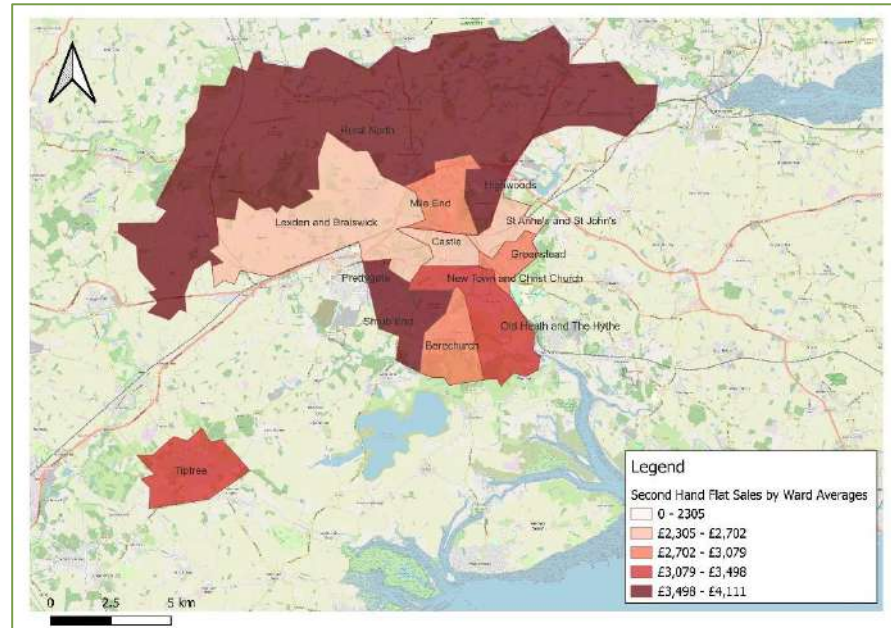 Rural North
Highwoods
Mile End
Lexden and Braiswick
St Anne's and St John's
Castle
Greenstead
Prettygate
New Town and Christ Church
Shrub End
Old Heath and The Hythe
Berechurch
Tiptree
Legend
Second Hand Flat Sales by Ward Averages
0 - 2305
£2,305 - £2,702
£2,702 - £3,079
£3,079 - £3,498
£3,498 - £4,111
0 2.5 5 km